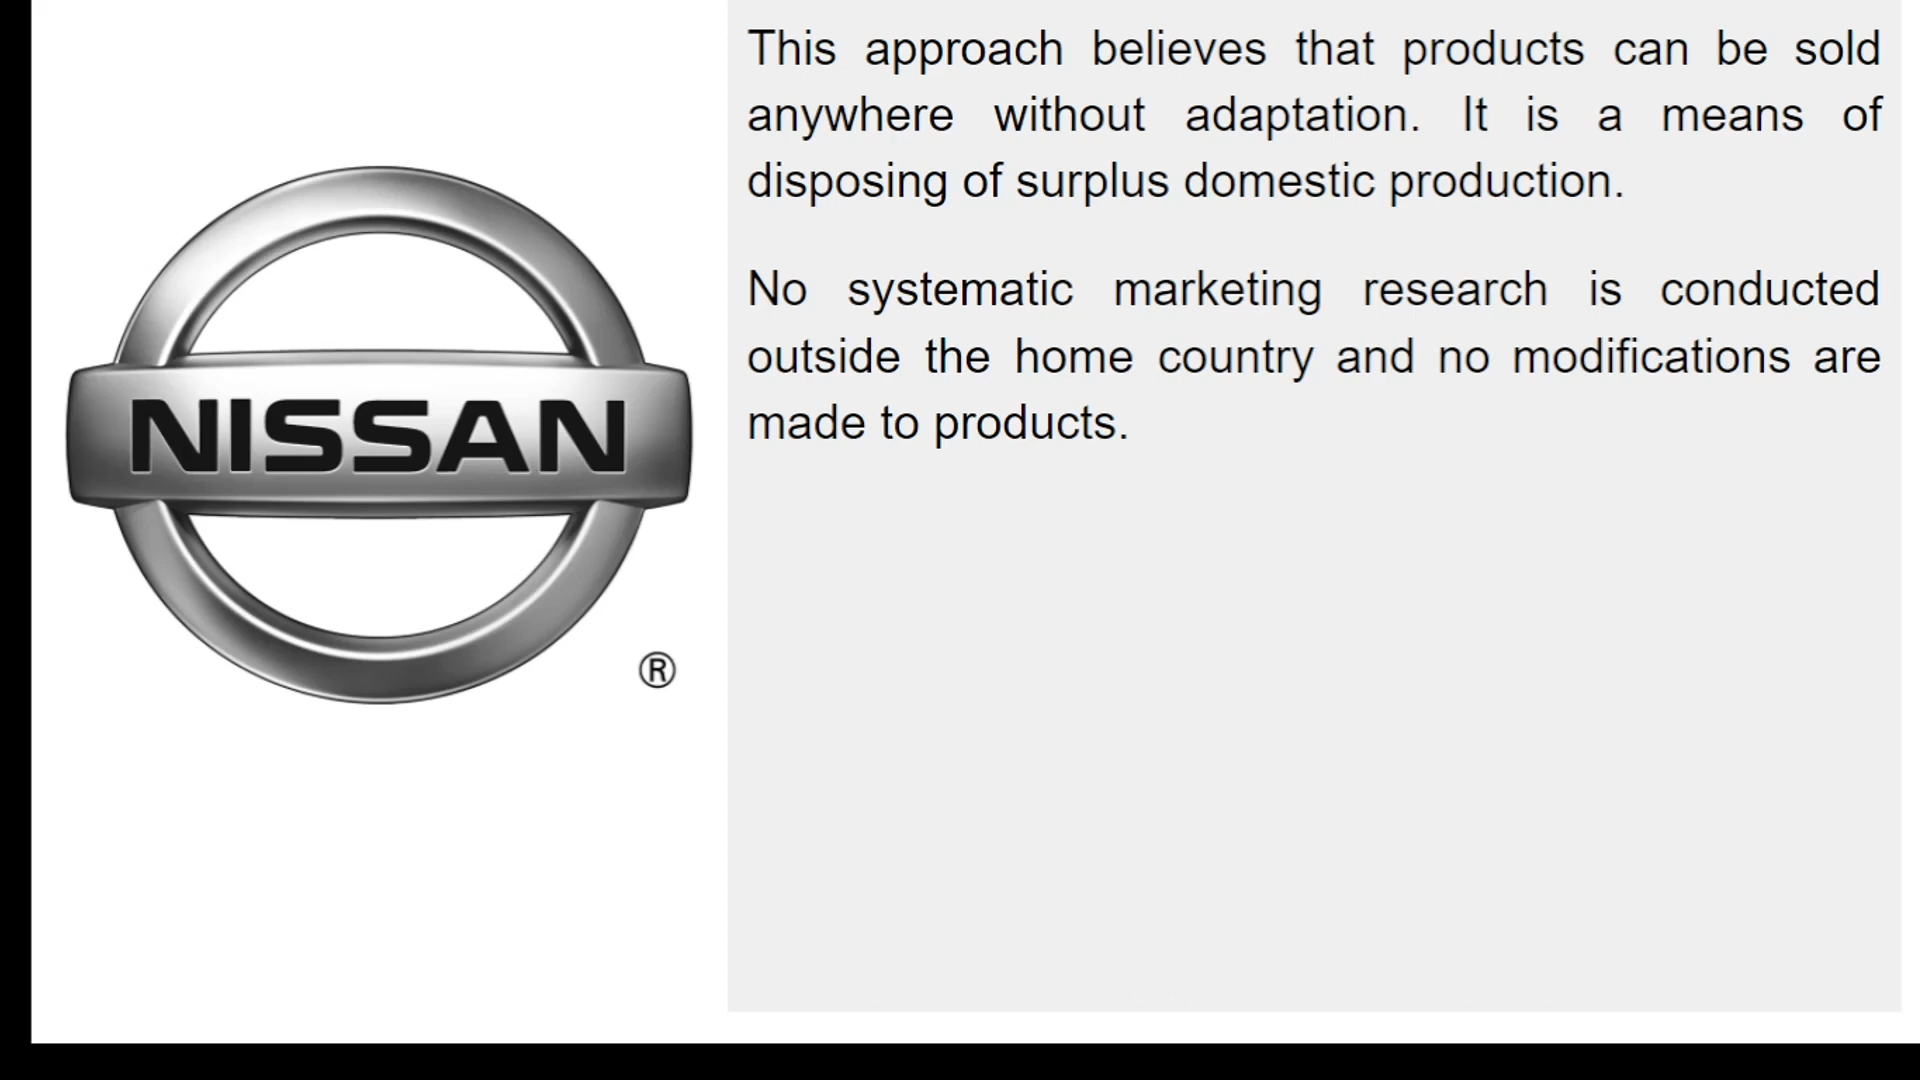 NISSAN
®
This approach believes that products can be sold
anywhere without adaptation. It is a means of
disposing of surplus domestic production.
No systematic marketing research is conducted
outside the home country and no modifications are
made to products.